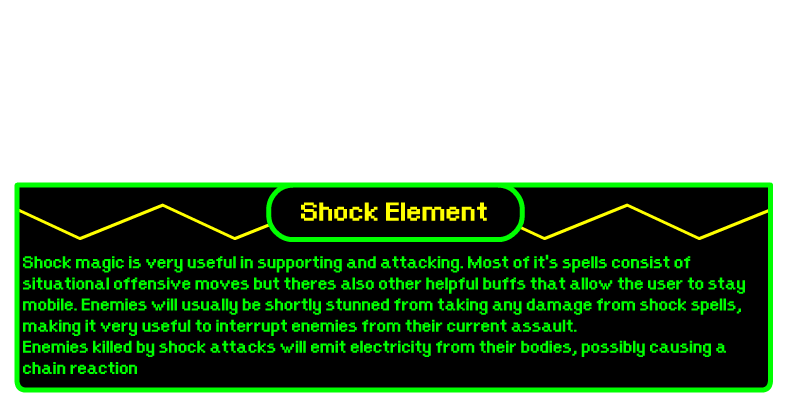 Shock Element
Shock magic is very useful in supporting and attacking. Most of it's spells consist of
situational offensive moves but theres also other helpful buffs that allow the user to stay
mobile. Enemies will usually be shortly stunned from taking any damage from shock spells,
making it very useful to interrupt enemies from their current assault.
Enemies killed by shock attacks will emit electricity from their bodies, possibly causing a
chain reaction